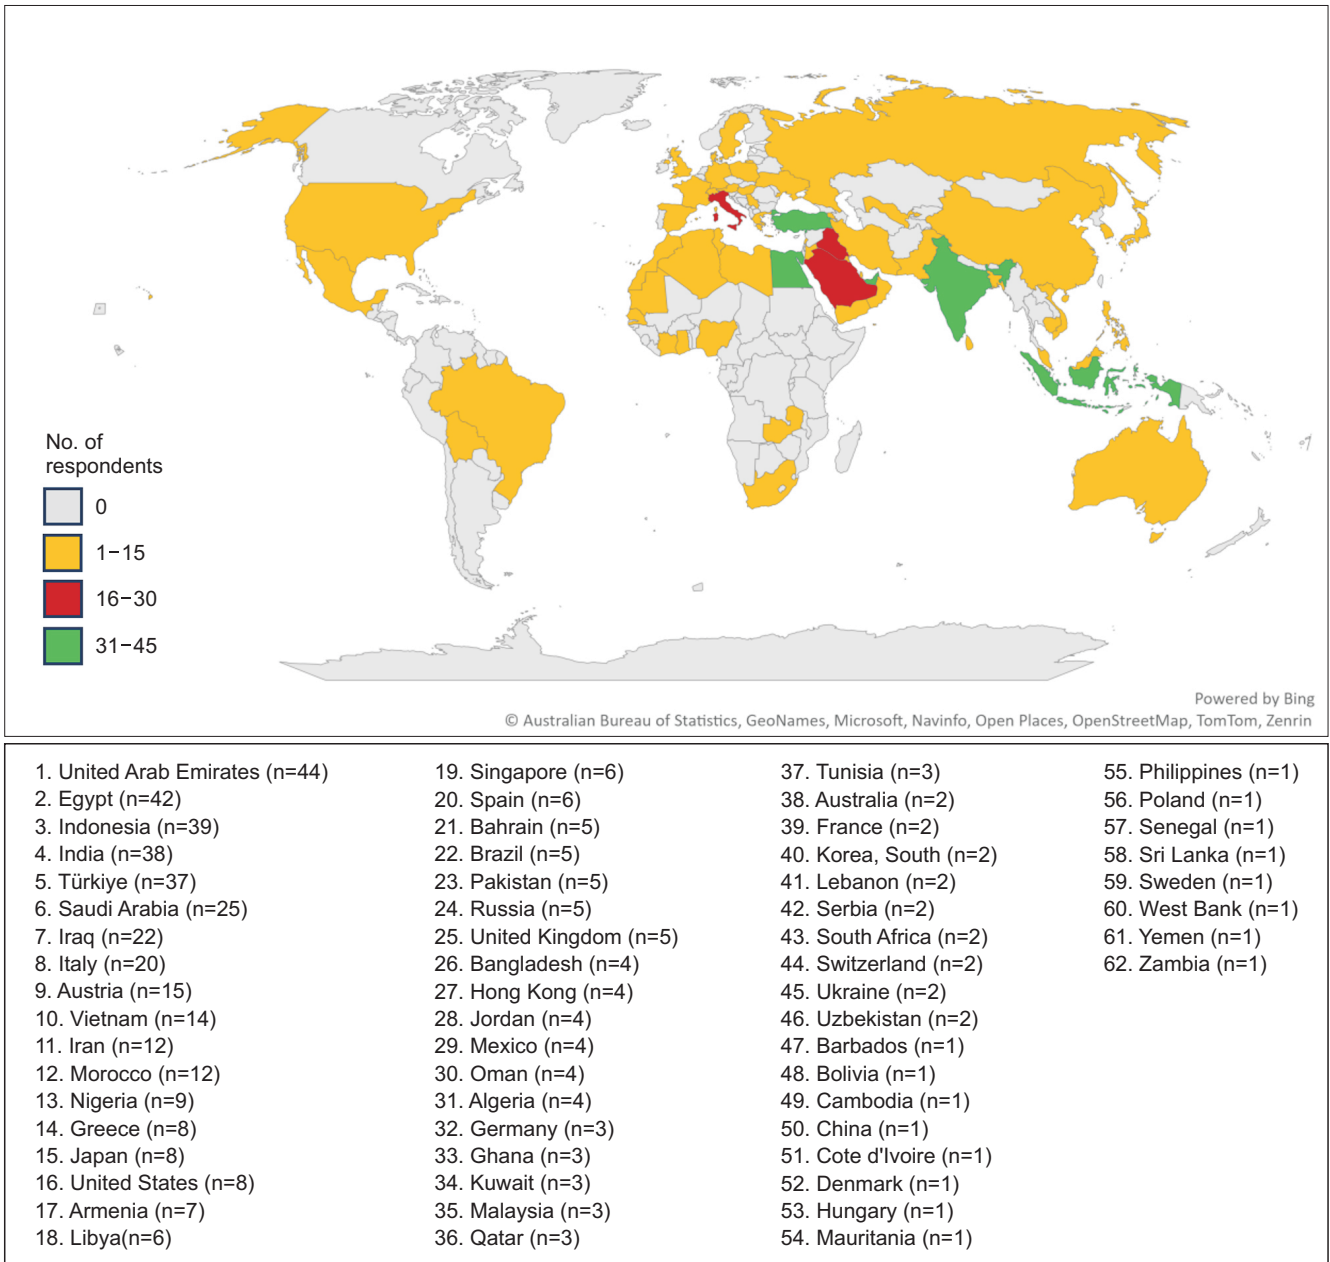 No. of
respondents
0
1−15
16−30
31−45
Powered by Bing
© Australian Bureau of Statistics, GeoNames, Microsoft, Navinfo, Open Places, OpenStreetMap, TomTom, Zenrin
1. United Arab Emirates (n=44)
2. Egypt (n=42)
3. Indonesia (n=39)
4. India (n=38)
5. Türkiye (n=37)
6. Saudi Arabia (n=25)
7. Iraq (n=22)
8. Italy (n=20)
9. Austria (n=15)
10. Vietnam (n=14)
11. Iran (n=12)
12. Morocco (n=12)
13. Nigeria (n=9)
14. Greece (n=8)
15. Japan (n=8)
16. United States (n=8)
17. Armenia (n=7)
18. Libya(n=6)
19. Singapore (n=6)
20. Spain (n=6)
21. Bahrain (n=5)
22. Brazil (n=5)
23. Pakistan (n=5)
24. Russia (n=5)
25. United Kingdom (n=5)
26. Bangladesh (n=4)
27. Hong Kong (n=4)
28. Jordan (n=4)
29. Mexico (n=4)
30. Oman (n=4)
31. Algeria (n=4)
32. Germany (n=3)
33. Ghana (n=3)
34. Kuwait (n=3)
35. Malaysia (n=3)
36. Qatar (n=3)
37. Tunisia (n=3)
38. Australia (n=2)
39. France (n=2)
40. Korea, South (n=2)
41. Lebanon (n=2)
42. Serbia (n=2)
43. South Africa (n=2)
44. Switzerland (n=2)
45. Ukraine (n=2)
46. Uzbekistan (n=2)
47. Barbados (n=1)
48. Bolivia (n=1)
49. Cambodia (n=1)
50. China (n=1)
51. Cote d'Ivoire (n=1)
52. Denmark (n=1)
53. Hungary (n=1)
54. Mauritania (n=1)
55. Philippines (n=1)
56. Poland (n=1)
57. Senegal (n=1)
58. Sri Lanka (n=1)
59. Sweden (n=1)
60. West Bank (n=1)
61. Yemen (n=1)
62. Zambia (n=1)